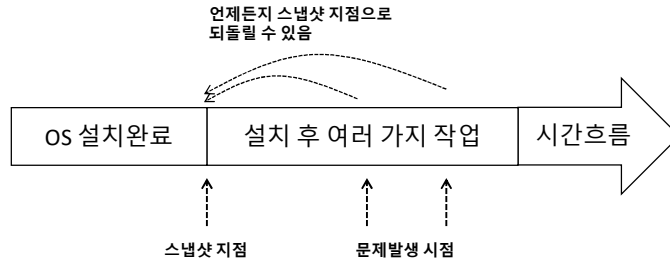 언제든지 스냅샷 지점으로
되돌릴 수 있음
OS 설치완료
설치 후 여러 가지 작업
시간흐름
스냅샷 지점
문제발생 시점